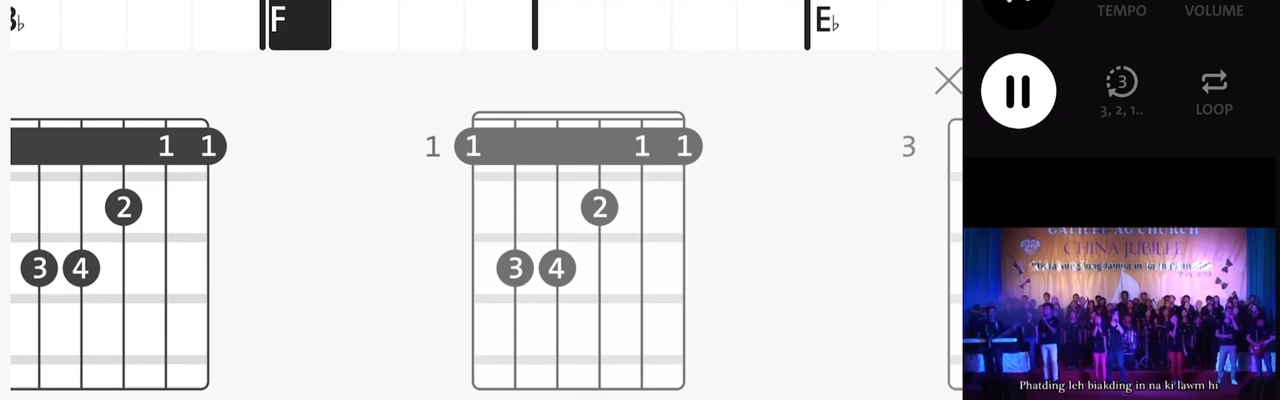 B♭ F E♭
TEMPO VOLUME
3
3, 2, 1.. LOOP
1 1 1 1 1 1 3
2 2
3 4 3 4
GALILEE AG CHURCH
CHINA JUBILEE
Phatding leh biakding in na ki lawm hi